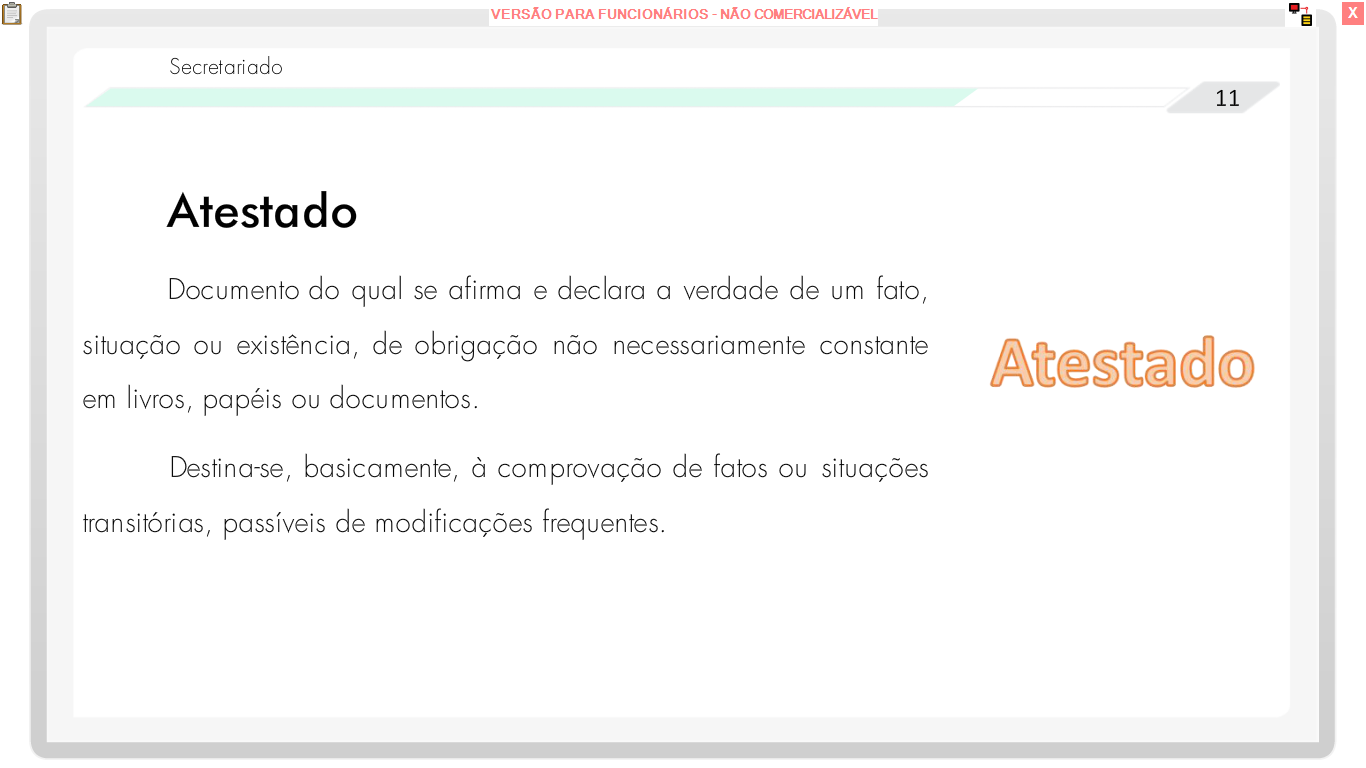 VERSÃO PARA FUNCIONÁRIOS - NÃO COMERCIALIZÁVEL
X
Secretariado
11
Atestado
Documento do qual se afirma e declara a verdade de um fato,
situação ou existência, de obrigação não necessariamente constante
em livros, papéis ou documentos.
Atestado
Destina-se, basicamente, à comprovação de fatos ou situações
transitórias, passíveis de modificações frequentes.